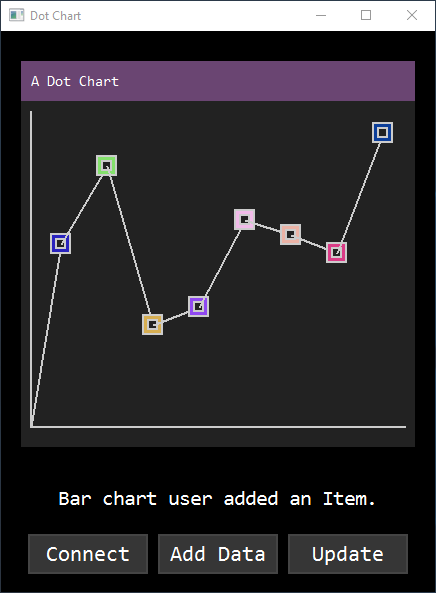 Dot Chart
A Dot Chart
Bar chart user added an Item.
Connect
Add Data
Update